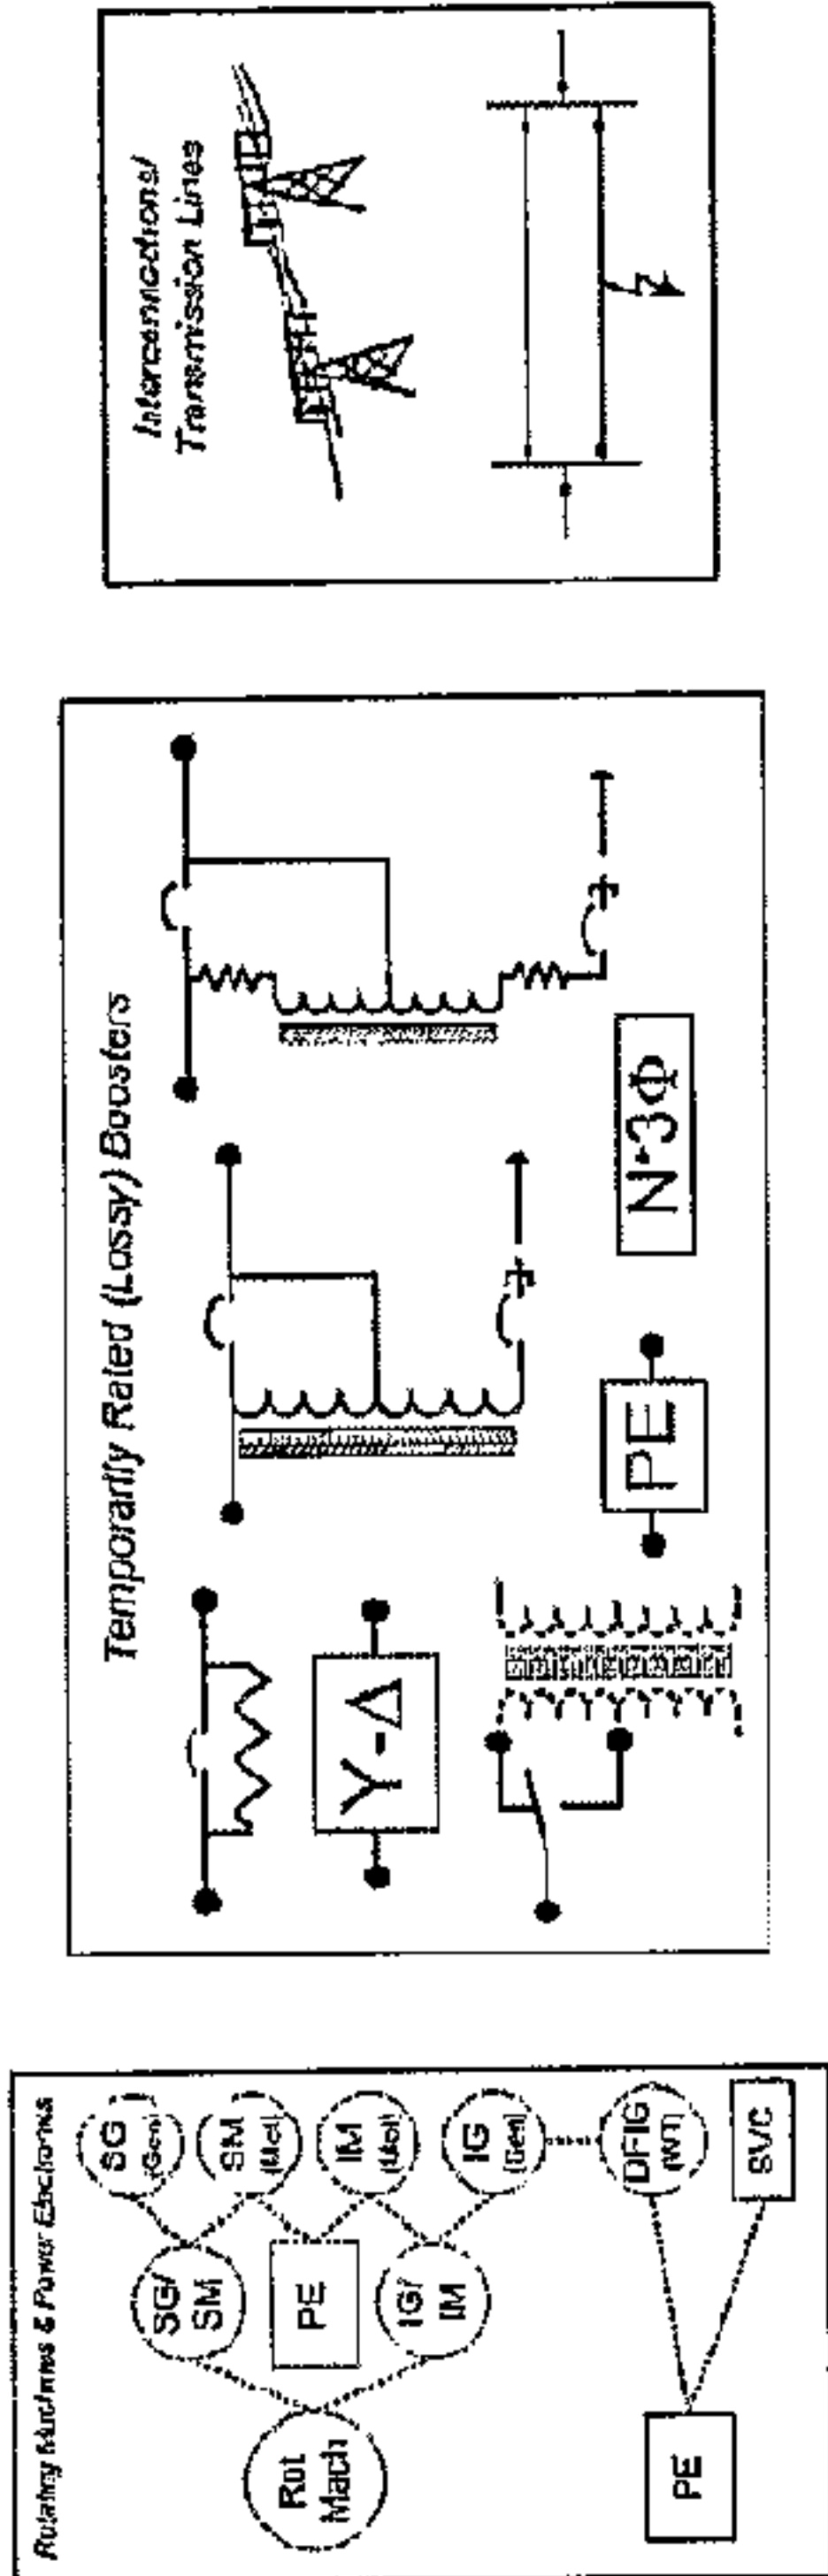 Rotating Machines & Power Electronics
SG
(Gen)
SG/
SM
SM
(Mot)
Rot
Mach
PE
IM
(Mot)
IG/
IM
IG
(Gen)
DFIG
(WT)
PE
SVC
Temporarily Rated (Lossy) Boosters
Y-Δ
PE
N·3Φ
Interconnections/
Transmission Lines